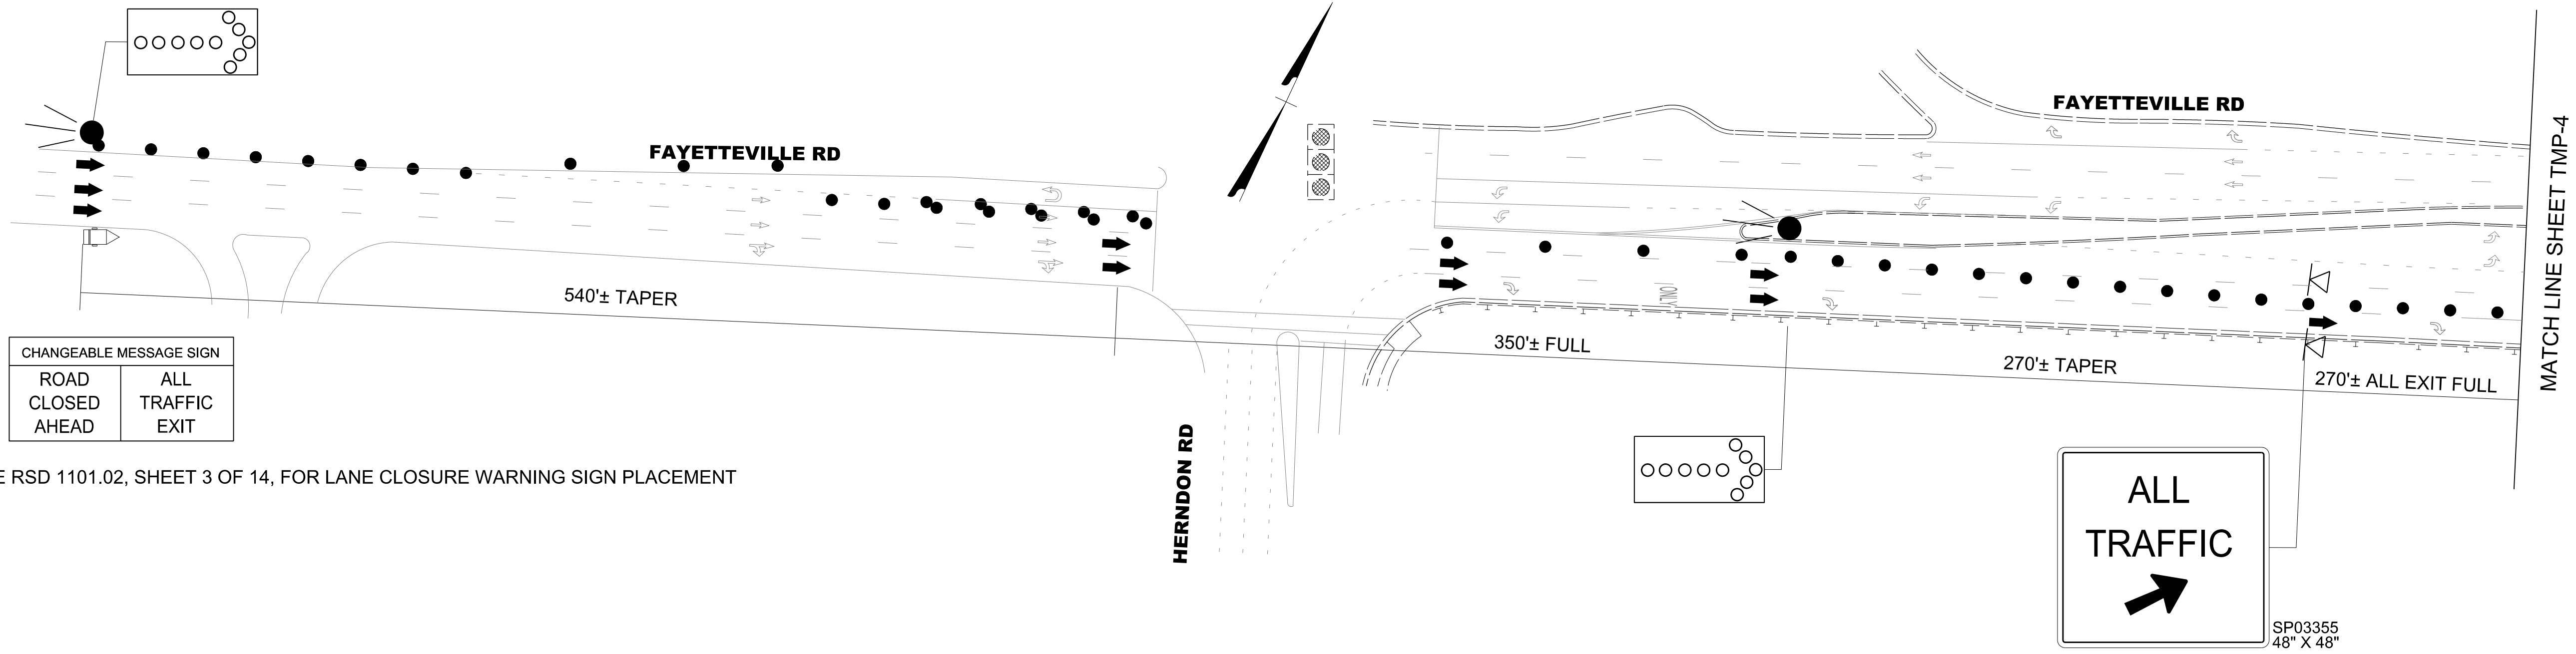 FAYETTEVILLE RD
FAYETTEVILLE RD
MATCH LINE SHEET TMP-4
540'± TAPER
ONLY
350'± FULL
270'± TAPER
270'± ALL EXIT FULL
CHANGEABLE MESSAGE SIGN
ROAD
CLOSED
AHEAD
ALL
TRAFFIC
EXIT
E RSD 1101.02, SHEET 3 OF 14, FOR LANE CLOSURE WARNING SIGN PLACEMENT
HERNDON RD
ALL
TRAFFIC
SP03355
48" X 48"